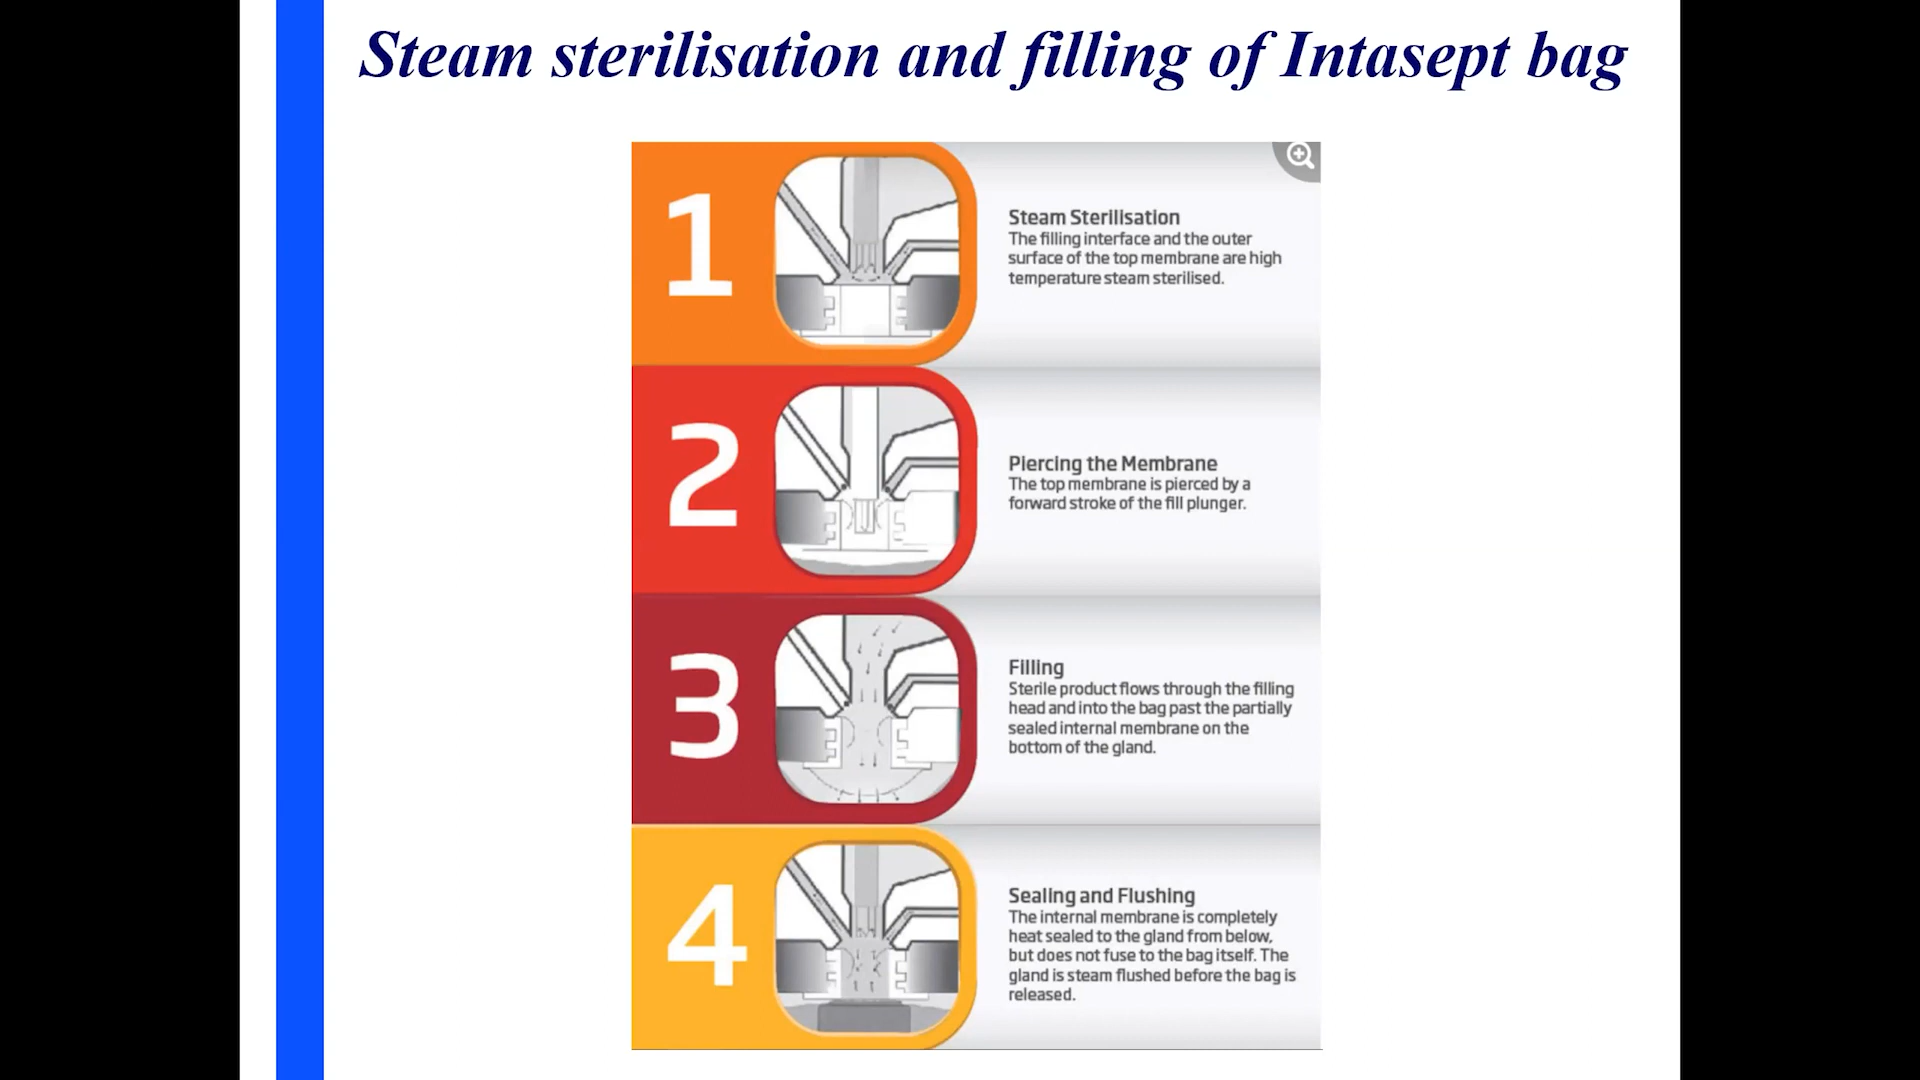 Steam sterilisation and filling of Intasept bag
1
Steam Sterilisation
The filling interface and the outer
surface of the top membrane are high
temperature steam sterilised.
2
Piercing the Membrane
The top membrane is pierced by a
forward stroke of the fill plunger.
3
Filling
Sterile product flows through the filling
head and into the bag past the partially
sealed internal membrane on the
bottom of the gland.
4
Sealing and Flushing
The internal membrane is completely
heat sealed to the gland from below,
but does not fuse to the bag itself. The
gland is steam flushed before the bag is
released.